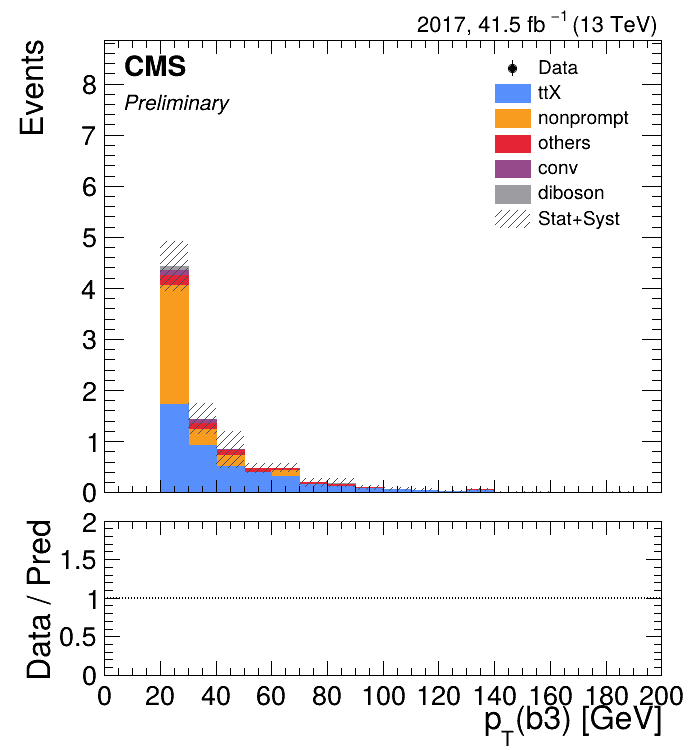 2017, 41.5 fb⁻¹ (13 TeV)
CMS
Preliminary
Events
Data
ttX
nonprompt
others
conv
diboson
Stat+Syst
8
7
6
5
4
3
2
1
0
Data / Pred
2
1.5
1
0.5
0
0 20 40 60 80 100 120 140 160 180 200
p_T(b3) [GeV]